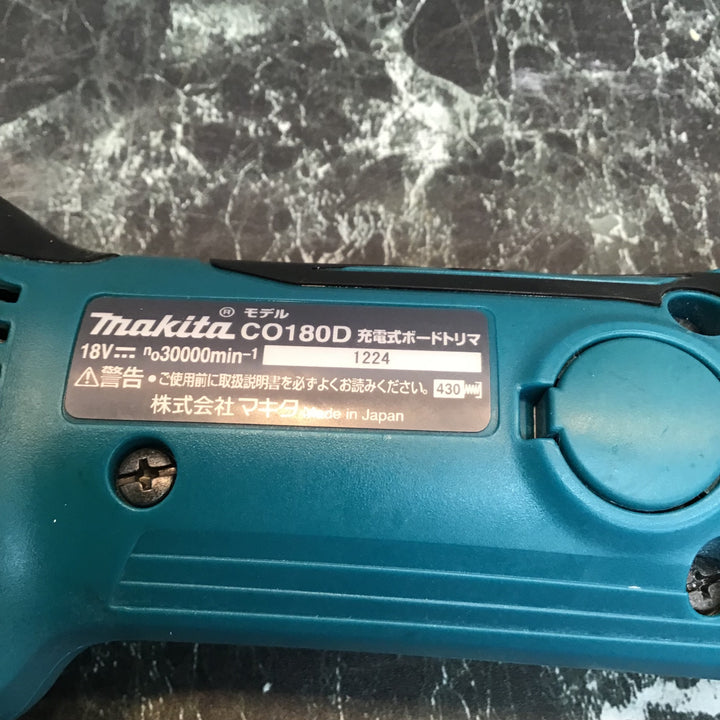 モデル
makita® CO180D 充電式ボードトリマ
18V⎓ n₀30000min⁻¹ 1224
⚠警告 •ご使用前に取扱説明書を必ずよくお読みください。 430
株式会社 マキタ Made in Japan